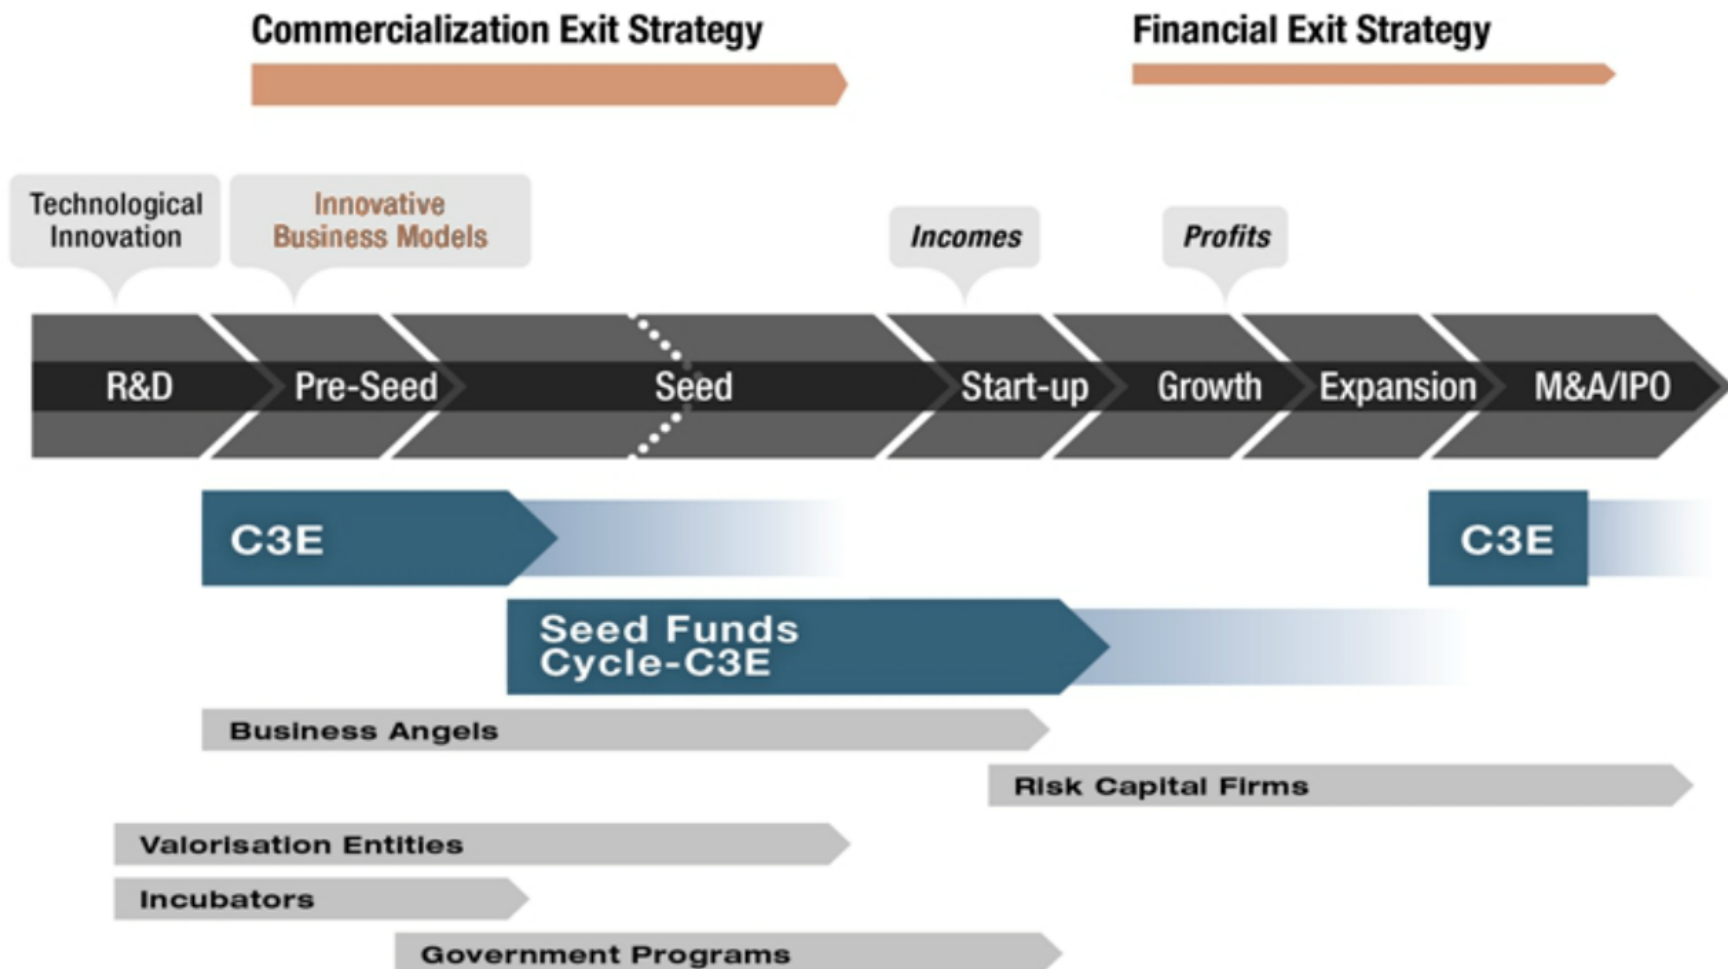 Commercialization Exit Strategy
Financial Exit Strategy
Technological
Innovation
Innovative
Business Models
Incomes
Profits
R&D
Pre-Seed
Seed
Start-up
Growth
Expansion
M&A/IPO
C3E
C3E
Seed Funds
Cycle-C3E
Business Angels
Risk Capital Firms
Valorisation Entities
Incubators
Government Programs